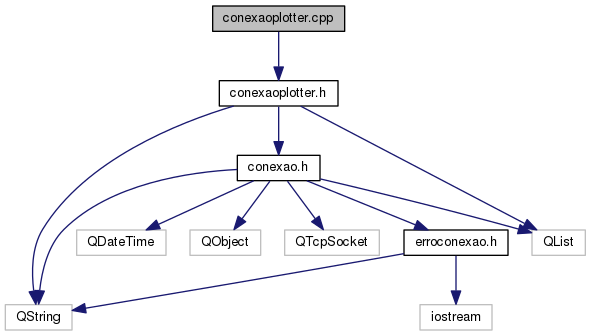 conexaoplotter.cpp
conexaoplotter.h
conexao.h
QDateTime
QObject
QTcpSocket
erroconexao.h
QList
QString
iostream